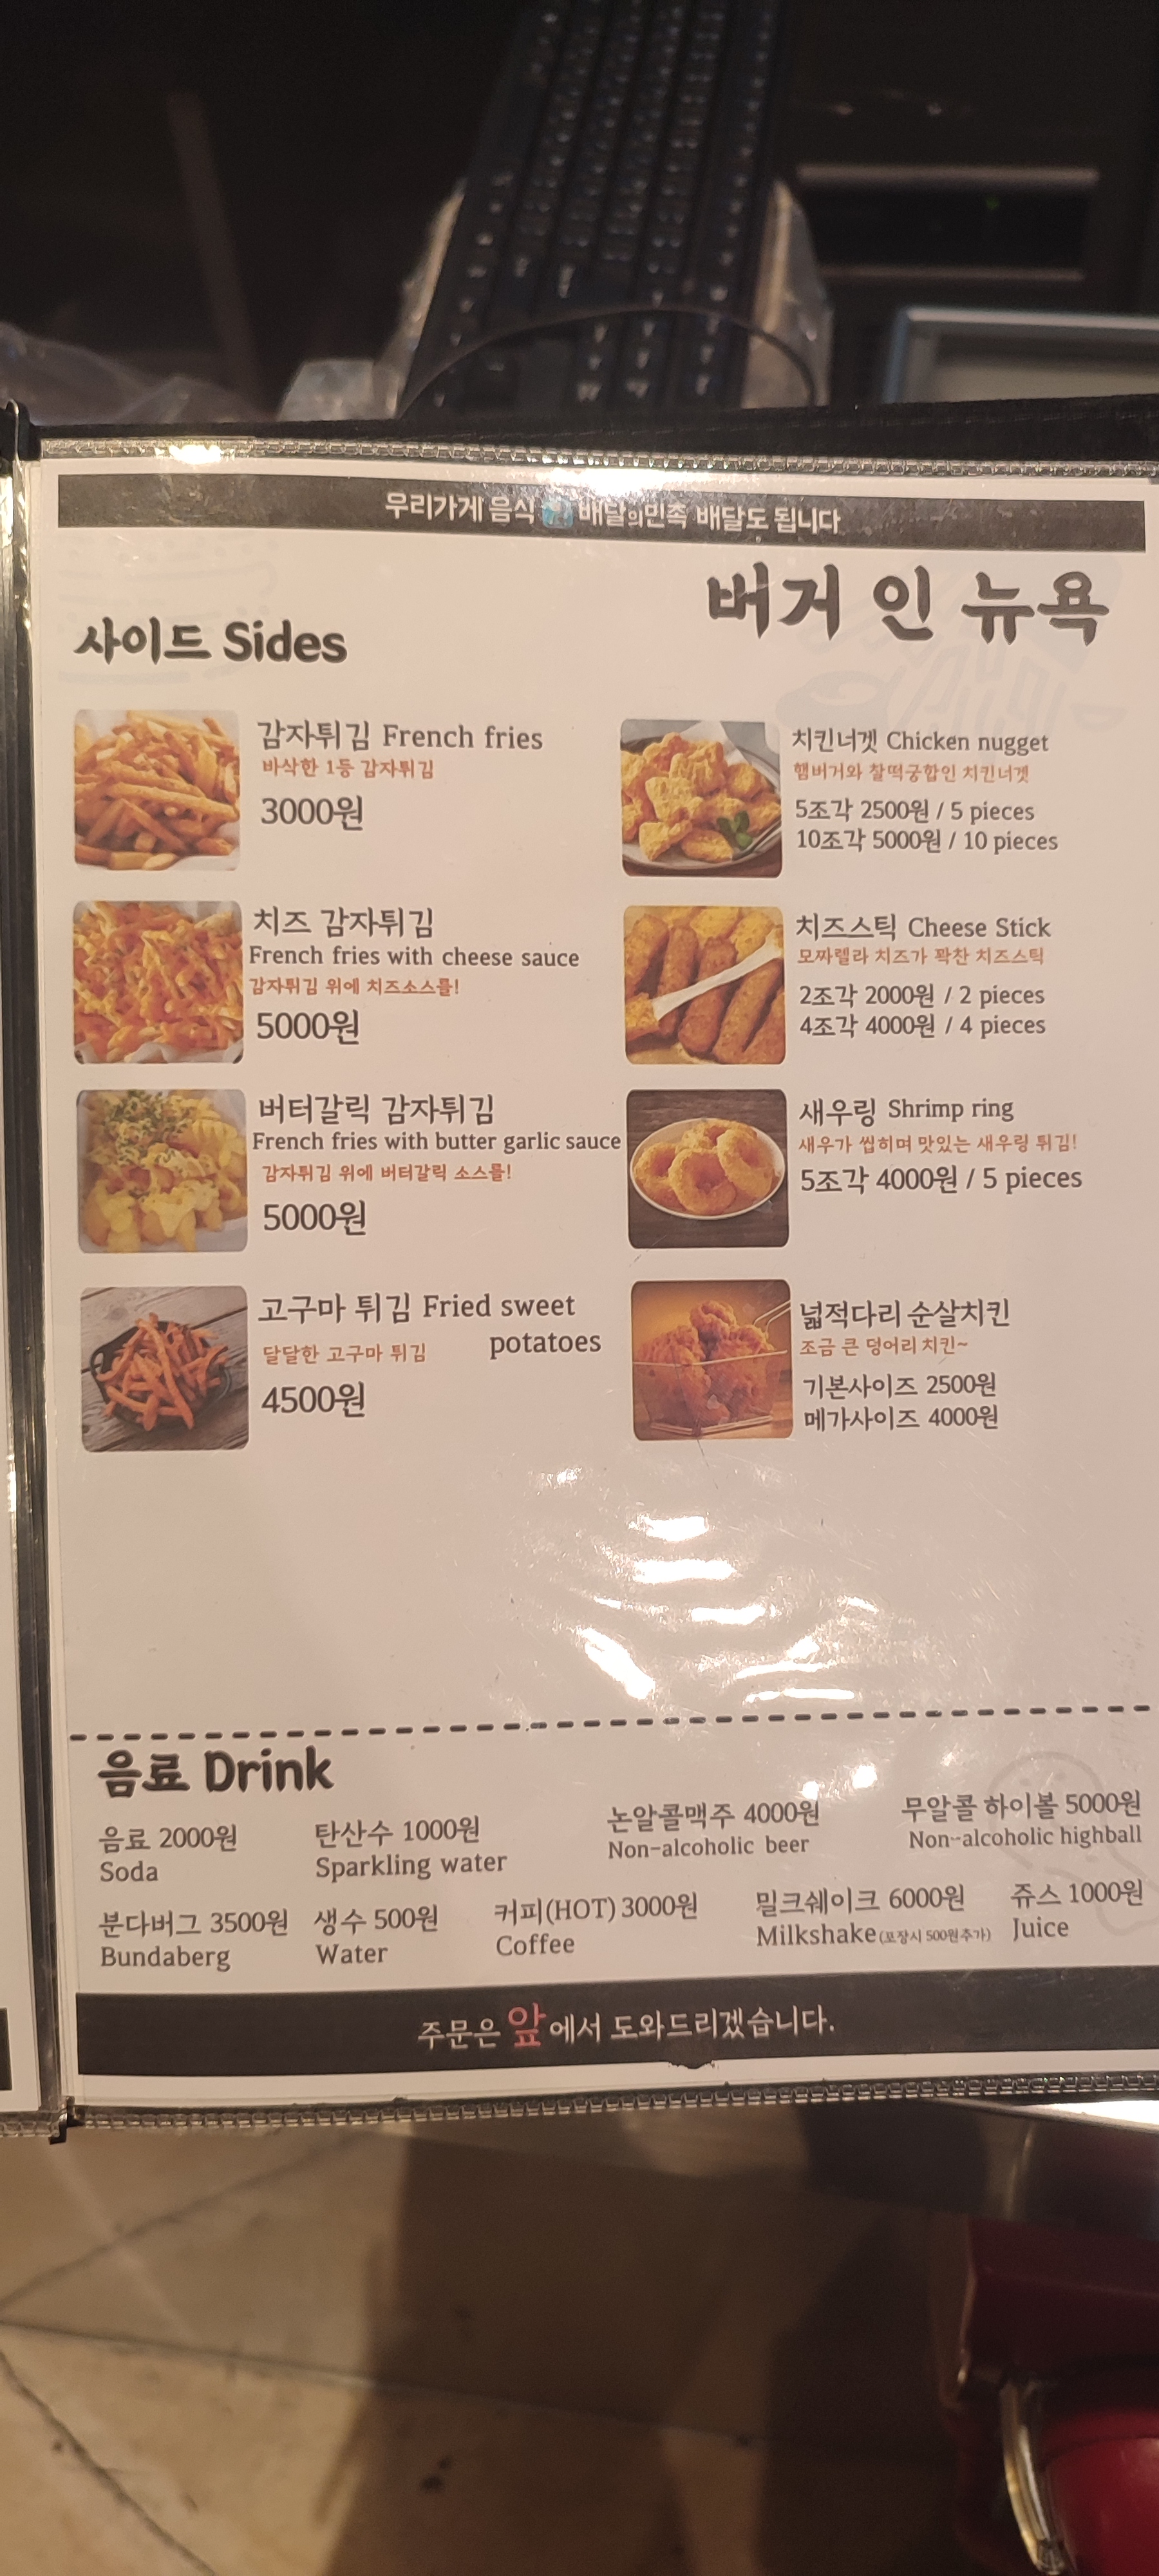 우리가게 음식 배달의민족 배달도 됩니다
버거 인 뉴욕
사이드 Sides
감자튀김 French fries
바삭한 1등 감자튀김
3000원
치즈 감자튀김
French fries with cheese sauce
감자튀김 위에 치즈소스를!
5000원
버터갈릭 감자튀김
French fries with butter garlic sauce
감자튀김 위에 버터갈릭 소스를!
5000원
고구마 튀김 Fried sweet
potatoes
달달한 고구마 튀김
4500원
치킨너겟 Chicken nugget
햄버거와 찰떡궁합인 치킨너겟
5조각 2500원 / 5 pieces
10조각 5000원 / 10 pieces
치즈스틱 Cheese Stick
모짜렐라 치즈가 꽉찬 치즈스틱
2조각 2000원 / 2 pieces
4조각 4000원 / 4 pieces
새우링 Shrimp ring
새우가 씹히며 맛있는 새우링 튀김!
5조각 4000원 / 5 pieces
넓적다리 순살치킨
조금 큰 덩어리 치킨~
기본사이즈 2500원
메가사이즈 4000원
음료 Drink
음료 2000원 탄산수 1000원 논알콜맥주 4000원 무알콜 하이볼 5000원
Soda Sparkling water Non-alcoholic beer Non-alcoholic highball
분다버그 3500원 생수 500원 커피(HOT) 3000원 밀크쉐이크 6000원 쥬스 1000원
Bundaberg Water Coffee Milkshake(포장시 500원추가) Juice
주문은 앞에서 도와드리겠습니다.